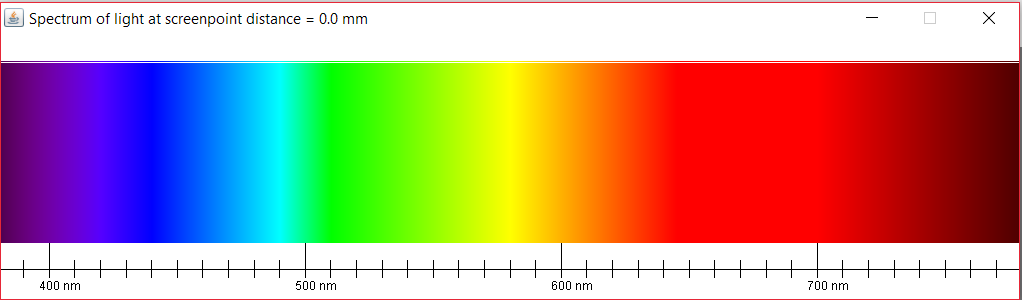 Spectrum of light at screenpoint distance = 0.0 mm
400 nm 500 nm 600 nm 700 nm